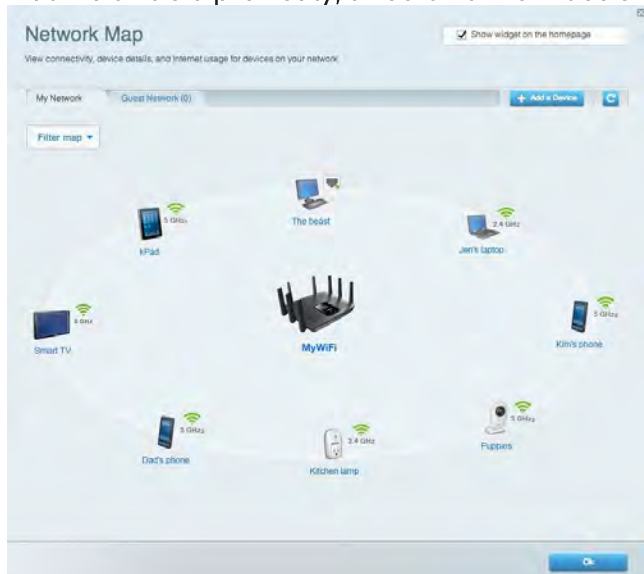 Network Map
Show widget on the homepage
View connectivity, device details, and Internet usage for devices on your network
My Network
Guest Network (0)
+ Add a Device
Filter map
The beast
5 GHz
kPad
2.4 GHz
Jen's laptop
5 GHz
Smart TV
MyWiFi
5 GHz
Kim's phone
5 GHz
Dad's phone
2.4 GHz
Kitchen lamp
5 GHz
Puppies
Ok